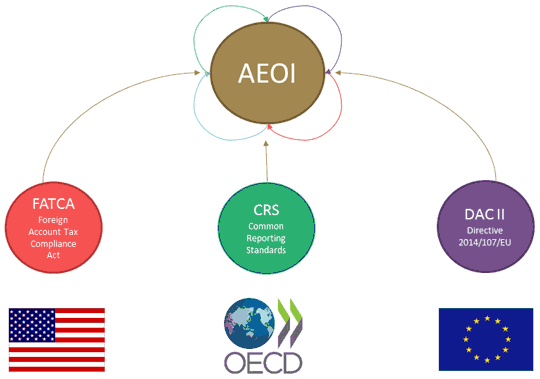 AEOI
FATCA
Foreign
Account Tax
Compliance
Act
CRS
Common
Reporting
Standards
DAC II
Directive
2014/107/EU
OECD